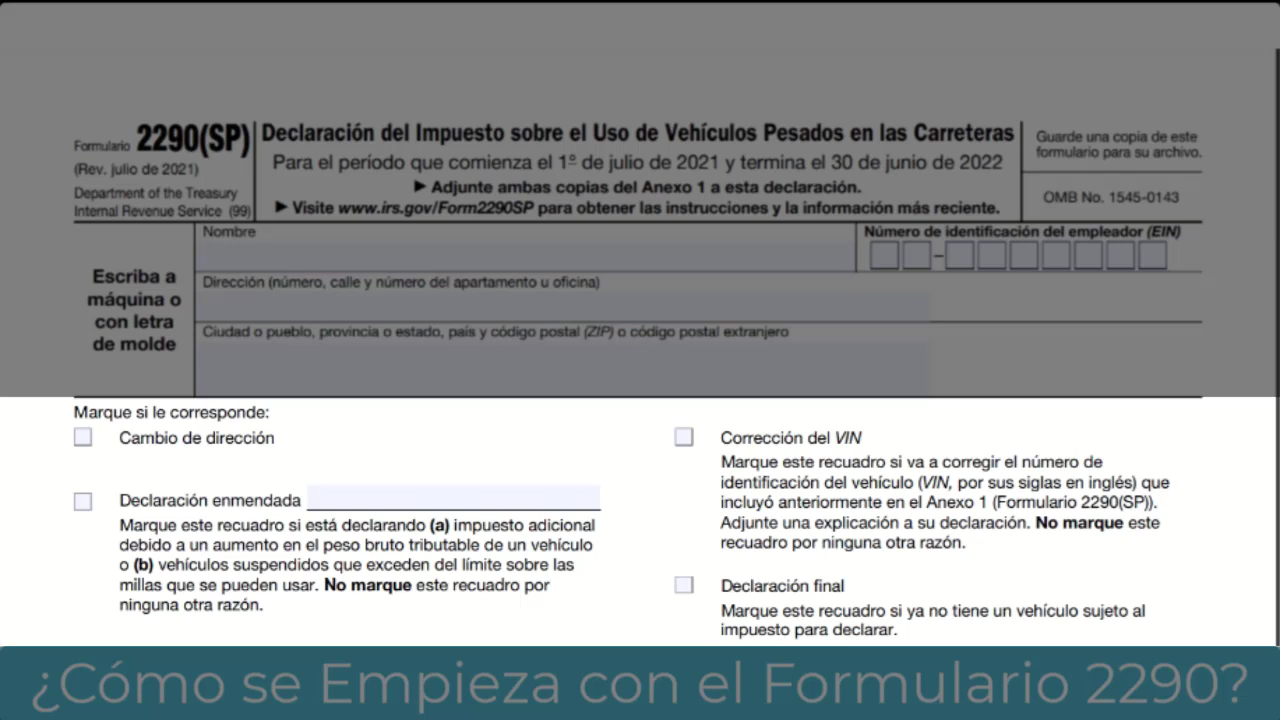 Formulario 2290(SP)
(Rev. julio de 2021)
Department of the Treasury
Internal Revenue Service (99)
Declaración del Impuesto sobre el Uso de Vehículos Pesados en las Carreteras
Para el período que comienza el 1º de julio de 2021 y termina el 30 de junio de 2022
► Adjunte ambas copias del Anexo 1 a esta declaración.
► Visite www.irs.gov/Form2290SP para obtener las instrucciones y la información más reciente.
Guarde una copia de este
formulario para su archivo.
OMB No. 1545-0143
Escriba a
máquina o
con letra
de molde
Nombre
Número de identificación del empleador (EIN)
–
Dirección (número, calle y número del apartamento u oficina)
Ciudad o pueblo, provincia o estado, país y código postal (ZIP) o código postal extranjero
Marque si le corresponde:
Cambio de dirección
Declaración enmendada
Marque este recuadro si está declarando (a) impuesto adicional
debido a un aumento en el peso bruto tributable de un vehículo
o (b) vehículos suspendidos que exceden del límite sobre las
millas que se pueden usar. No marque este recuadro por
ninguna otra razón.
Corrección del VIN
Marque este recuadro si va a corregir el número de
identificación del vehículo (VIN, por sus siglas en inglés) que
incluyó anteriormente en el Anexo 1 (Formulario 2290(SP)).
Adjunte una explicación a su declaración. No marque este
recuadro por ninguna otra razón.
Declaración final
Marque este recuadro si ya no tiene un vehículo sujeto al
impuesto para declarar.
¿Cómo se Empieza con el Formulario 2290?